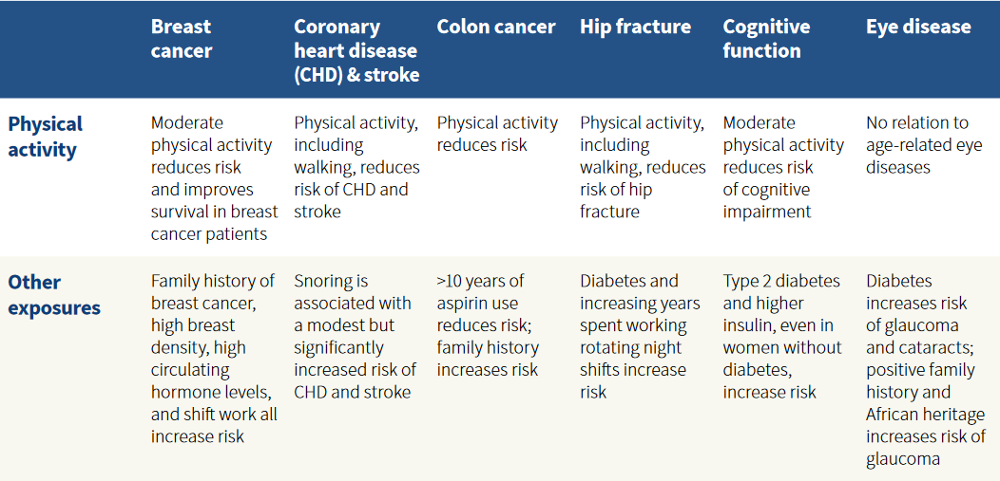 Breast
cancer
Coronary
heart disease
(CHD) & stroke
Colon cancer
Hip fracture
Cognitive
function
Eye disease
Physical
activity
Moderate
physical activity
reduces risk
and improves
survival in breast
cancer patients
Physical activity,
including
walking, reduces
risk of CHD and
stroke
Physical activity
reduces risk
Physical activity,
including
walking, reduces
risk of hip
fracture
Moderate
physical activity
reduces risk
of cognitive
impairment
No relation to
age-related eye
diseases
Other
exposures
Family history of
breast cancer,
high breast
density, high
circulating
hormone levels,
and shift work all
increase risk
Snoring is
associated with
a modest but
significantly
increased risk of
CHD and stroke
>10 years of
aspirin use
reduces risk;
family history
increases risk
Diabetes and
increasing years
spent working
rotating night
shifts increase
risk
Type 2 diabetes
and higher
insulin, even in
women without
diabetes,
increase risk
Diabetes
increases risk
of glaucoma
and cataracts;
positive family
history and
African heritage
increases risk of
glaucoma